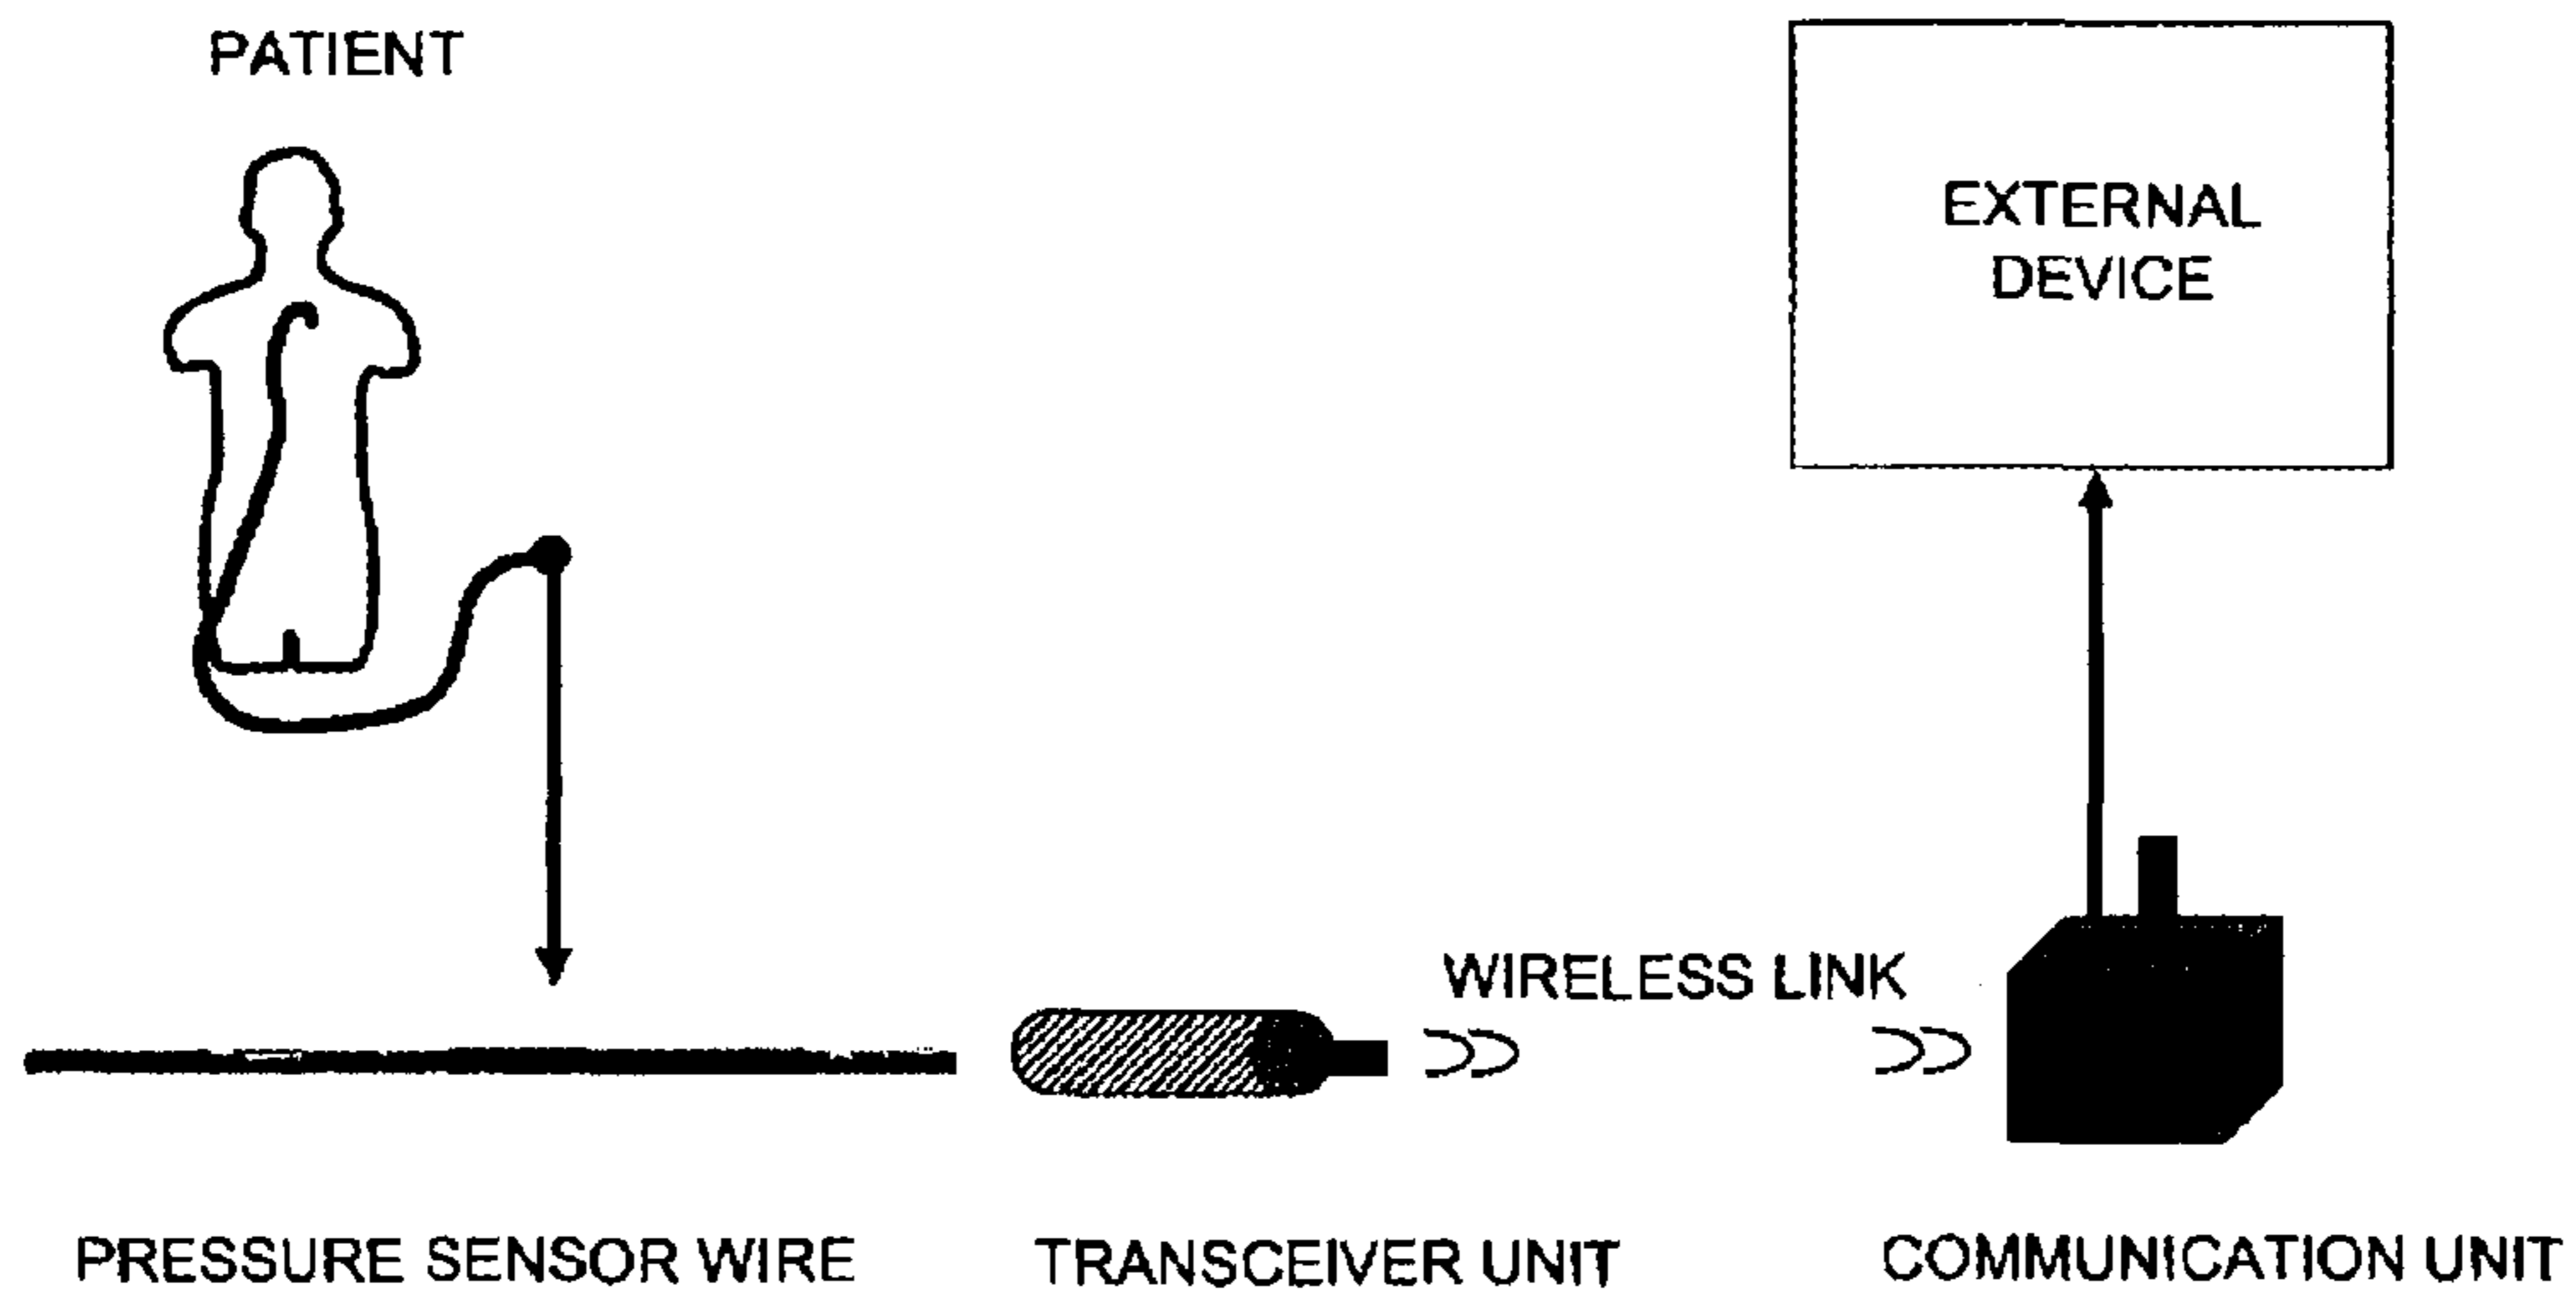 PATIENT
EXTERNAL
DEVICE
WIRELESS LINK
PRESSURE SENSOR WIRE
TRANSCEIVER UNIT
COMMUNICATION UNIT